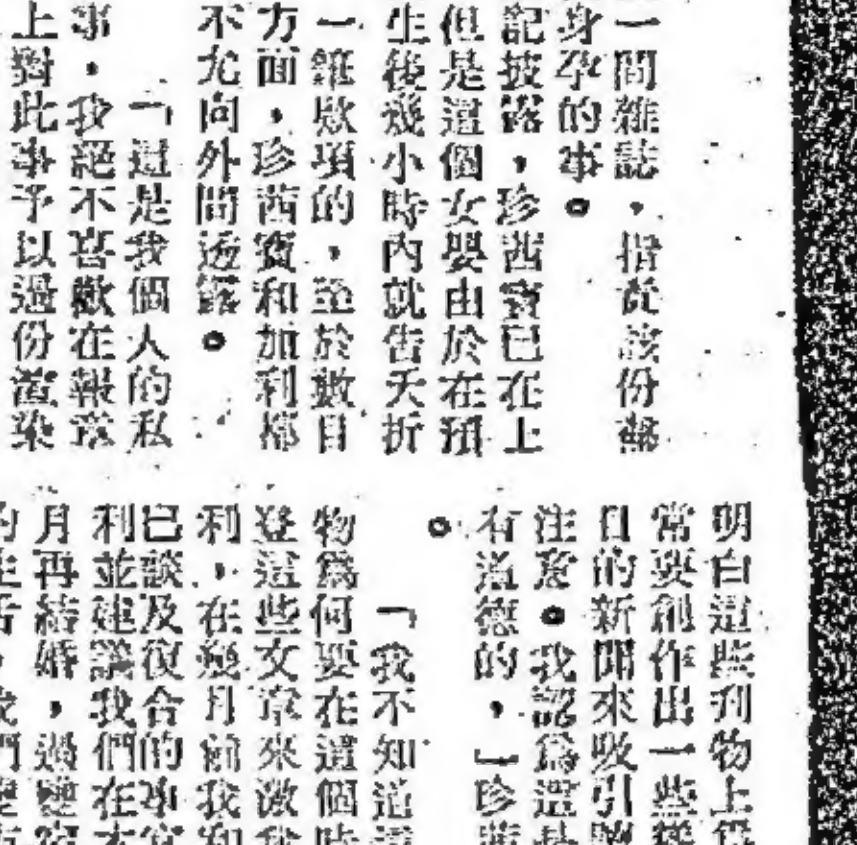 一間雜誌，指責該份雜
身孕的事。
記披露，珍茜寶已在上
但是這個女嬰由於在預
生後幾小時內就告夭折
一離款項的，至於數目
方面，珍茜寶和加利都
不允向外間透露。
「這是我個人的私
事，我絕不喜歡在報章
上對此事予以過份渲染
明白這些刊物上
常要創作出一些
目的新聞來吸引
注意。我認為這
有道德的，」珍
。
「我不知道
物為何要在這個時
登這些文章來激
利，在幾月前我和
已談及復合的事
利並建議我們在
月再結婚，過